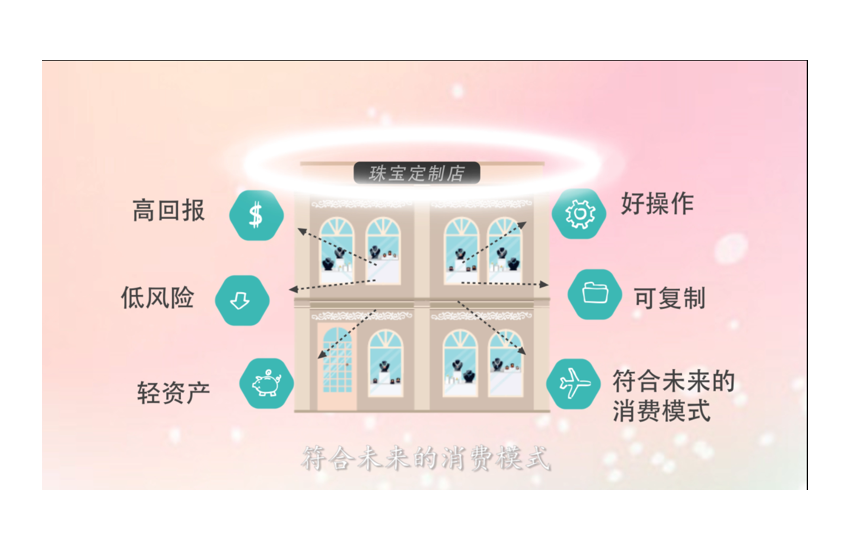 珠宝定制店
高回报
好操作
低风险
可复制
轻资产
符合未来的
消费模式
符合未来的消费模式